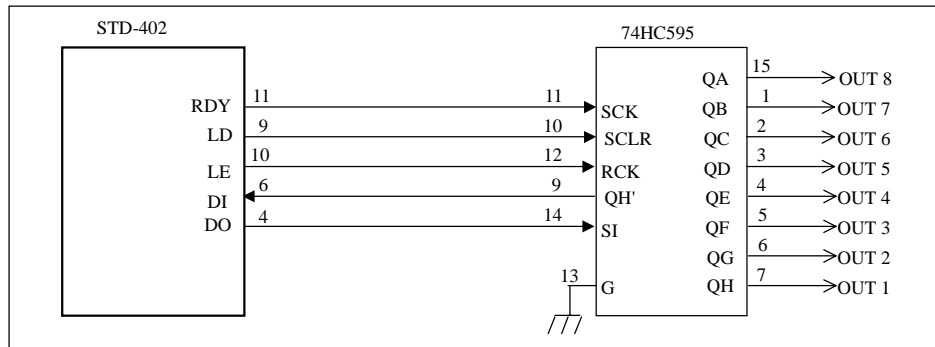 STD-402
74HC595
RDY 11 11 SCK
LD 9 10 SCLR
LE 10 12 RCK
DI 6 9 QH'
DO 4 14 SI
13 G
QA 15 OUT 8
QB 1 OUT 7
QC 2 OUT 6
QD 3 OUT 5
QE 4 OUT 4
QF 5 OUT 3
QG 6 OUT 2
QH 7 OUT 1